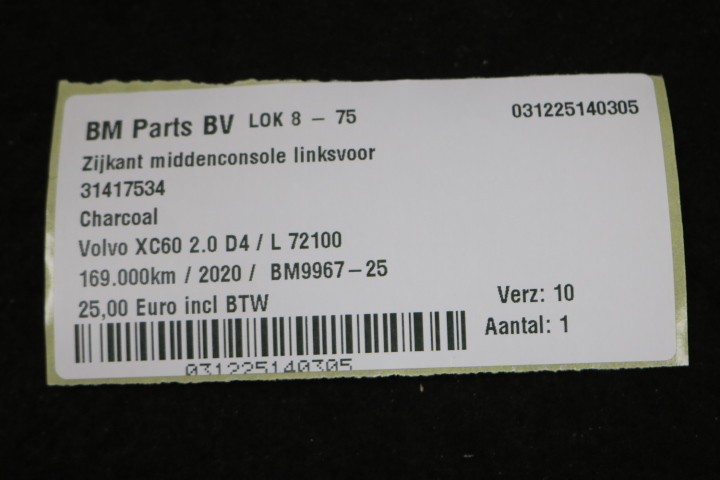 BM Parts BV LOK 8 - 75 031225140305
Zijkant middenconsole linksvoor
31417534
Charcoal
Volvo XC60 2.0 D4 / L 72100
169.000km / 2020 / BM9967-25
25,00 Euro incl BTW
Verz: 10
Aantal: 1
031225140305